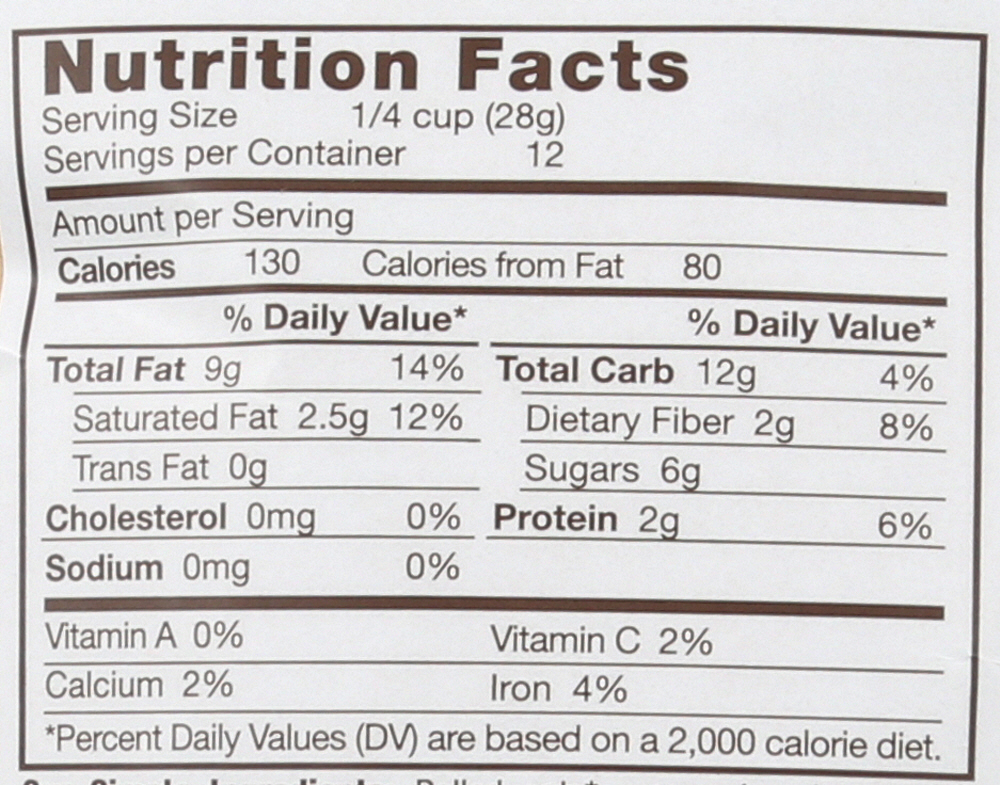 Nutrition Facts
Serving Size 1/4 cup (28g)
Servings per Container 12
Amount per Serving
Calories 130 Calories from Fat 80
% Daily Value* % Daily Value*
Total Fat 9g 14% Total Carb 12g 4%
Saturated Fat 2.5g 12% Dietary Fiber 2g 8%
Trans Fat 0g Sugars 6g
Cholesterol 0mg 0% Protein 2g 6%
Sodium 0mg 0%
Vitamin A 0% Vitamin C 2%
Calcium 2% Iron 4%
*Percent Daily Values (DV) are based on a 2,000 calorie diet.